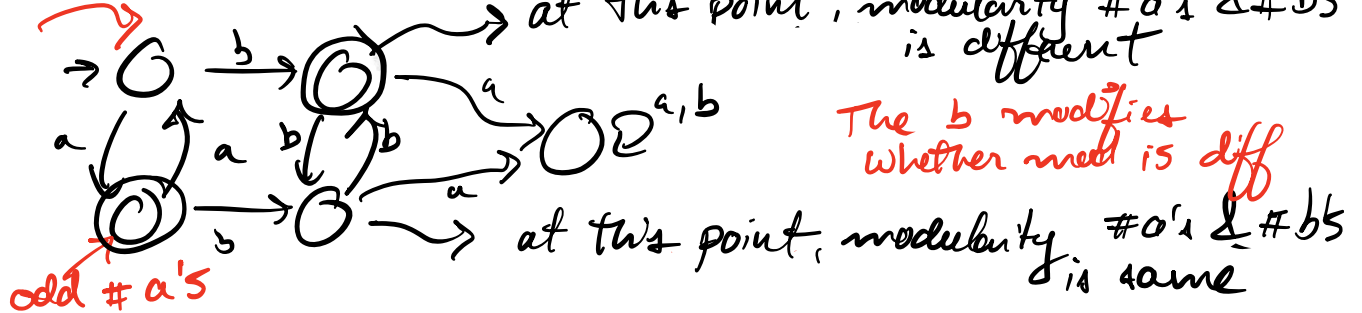 at this point, modularity #a's & #b's
is different
b
a
a, b
The b modifies
whether mod is diff
a
a
b
b
a
b
at this point, modularity #a's & #b's
is same
odd # a's